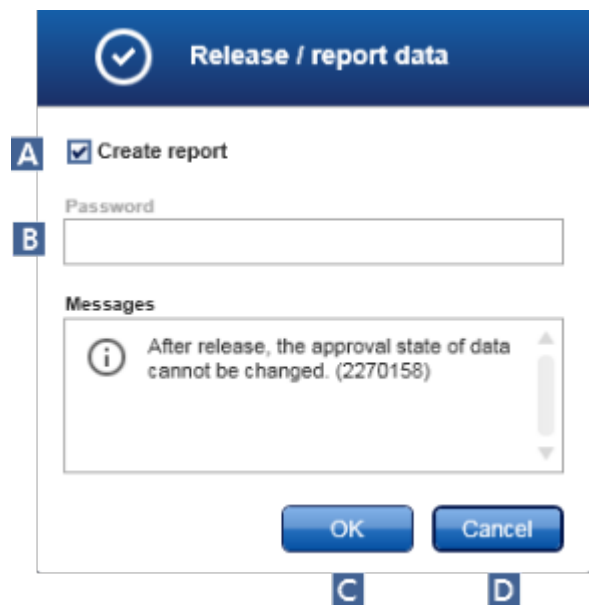 Release / report data
A
Create report
Password
B
Messages
After release, the approval state of data
cannot be changed. (2270158)
OK
Cancel
C
D